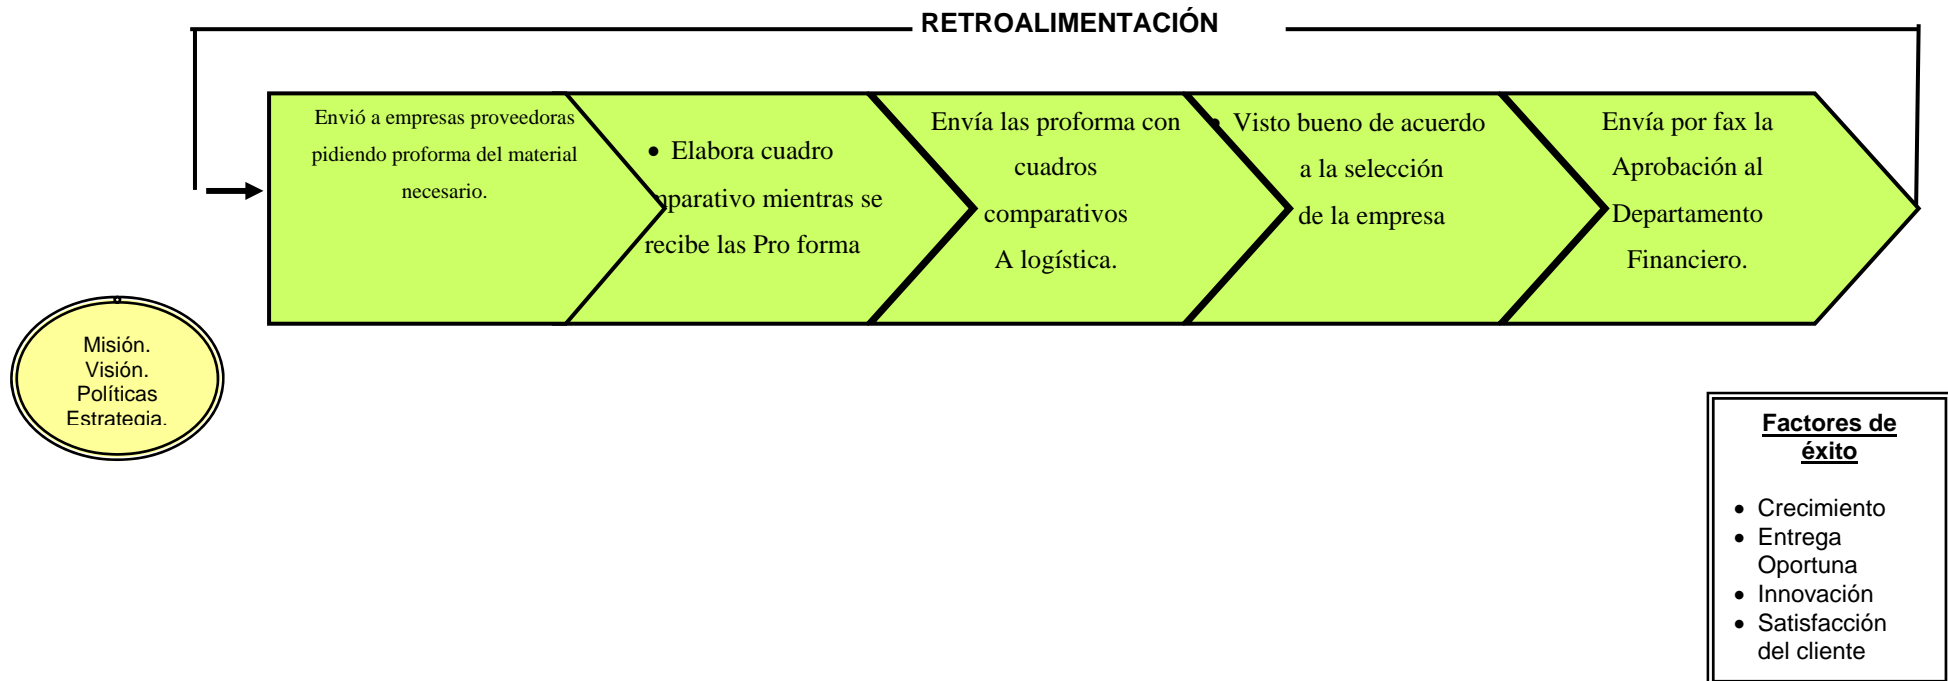 RETROALIMENTACIÓN
Envió a empresas proveedoras
pidiendo proforma del material
necesario.
• Elabora cuadro
mparativo mientras se
recibe las Pro forma
Envía las proforma con
cuadros
comparativos
A logística.
• Visto bueno de acuerdo
a la selección
de la empresa
Envía por fax la
Aprobación al
Departamento
Financiero.
Misión.
Visión.
Políticas
Estrategia.
Factores de
éxito
• Crecimiento
• Entrega
Oportuna
• Innovación
• Satisfacción
del cliente